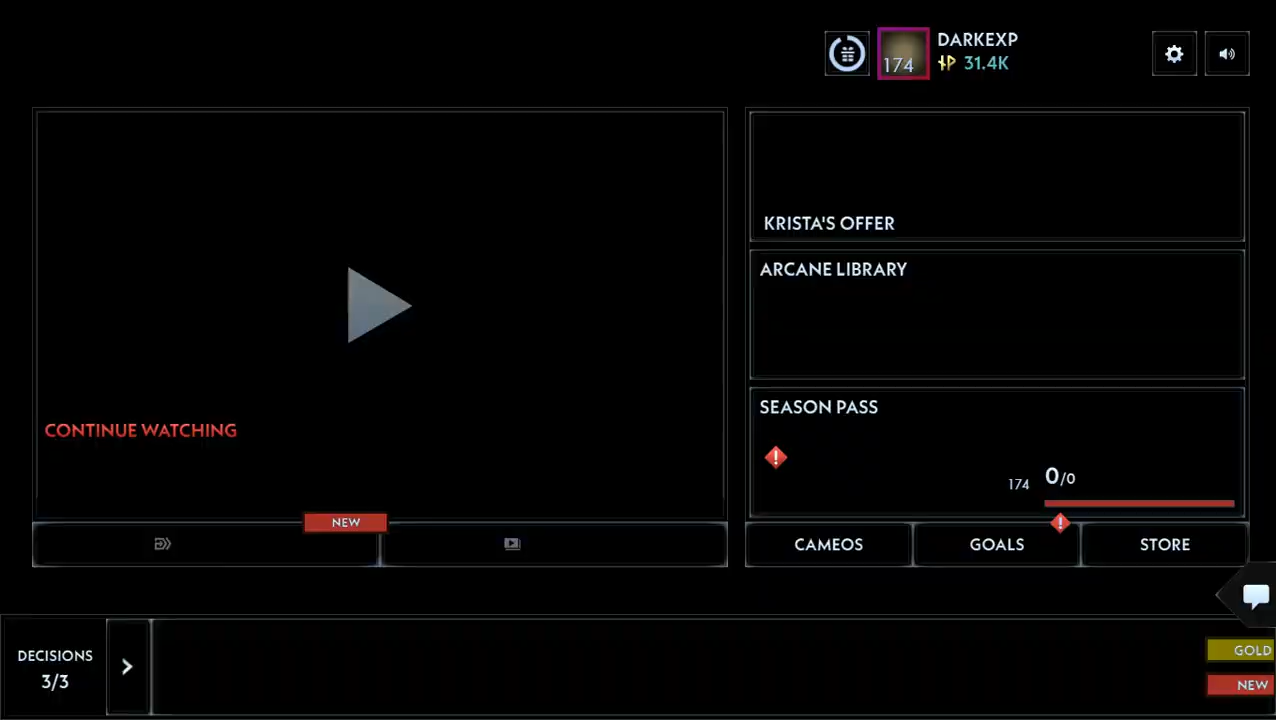 DARKEXP
174
31.4K
KRISTA'S OFFER
ARCANE LIBRARY
CONTINUE WATCHING
SEASON PASS
174 0/0
NEW
CAMEOS
GOALS
STORE
DECISIONS
3/3
GOLD
NEW